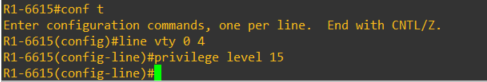 R1-6615#conf t
Enter configuration commands, one per line.  End with CNTL/Z.
R1-6615(config)#line vty 0 4
R1-6615(config-line)#privilege level 15
R1-6615(config-line)#